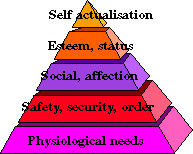 Self actualisation
Esteem, status
Social, affection
Safety, security, order
Physiological needs